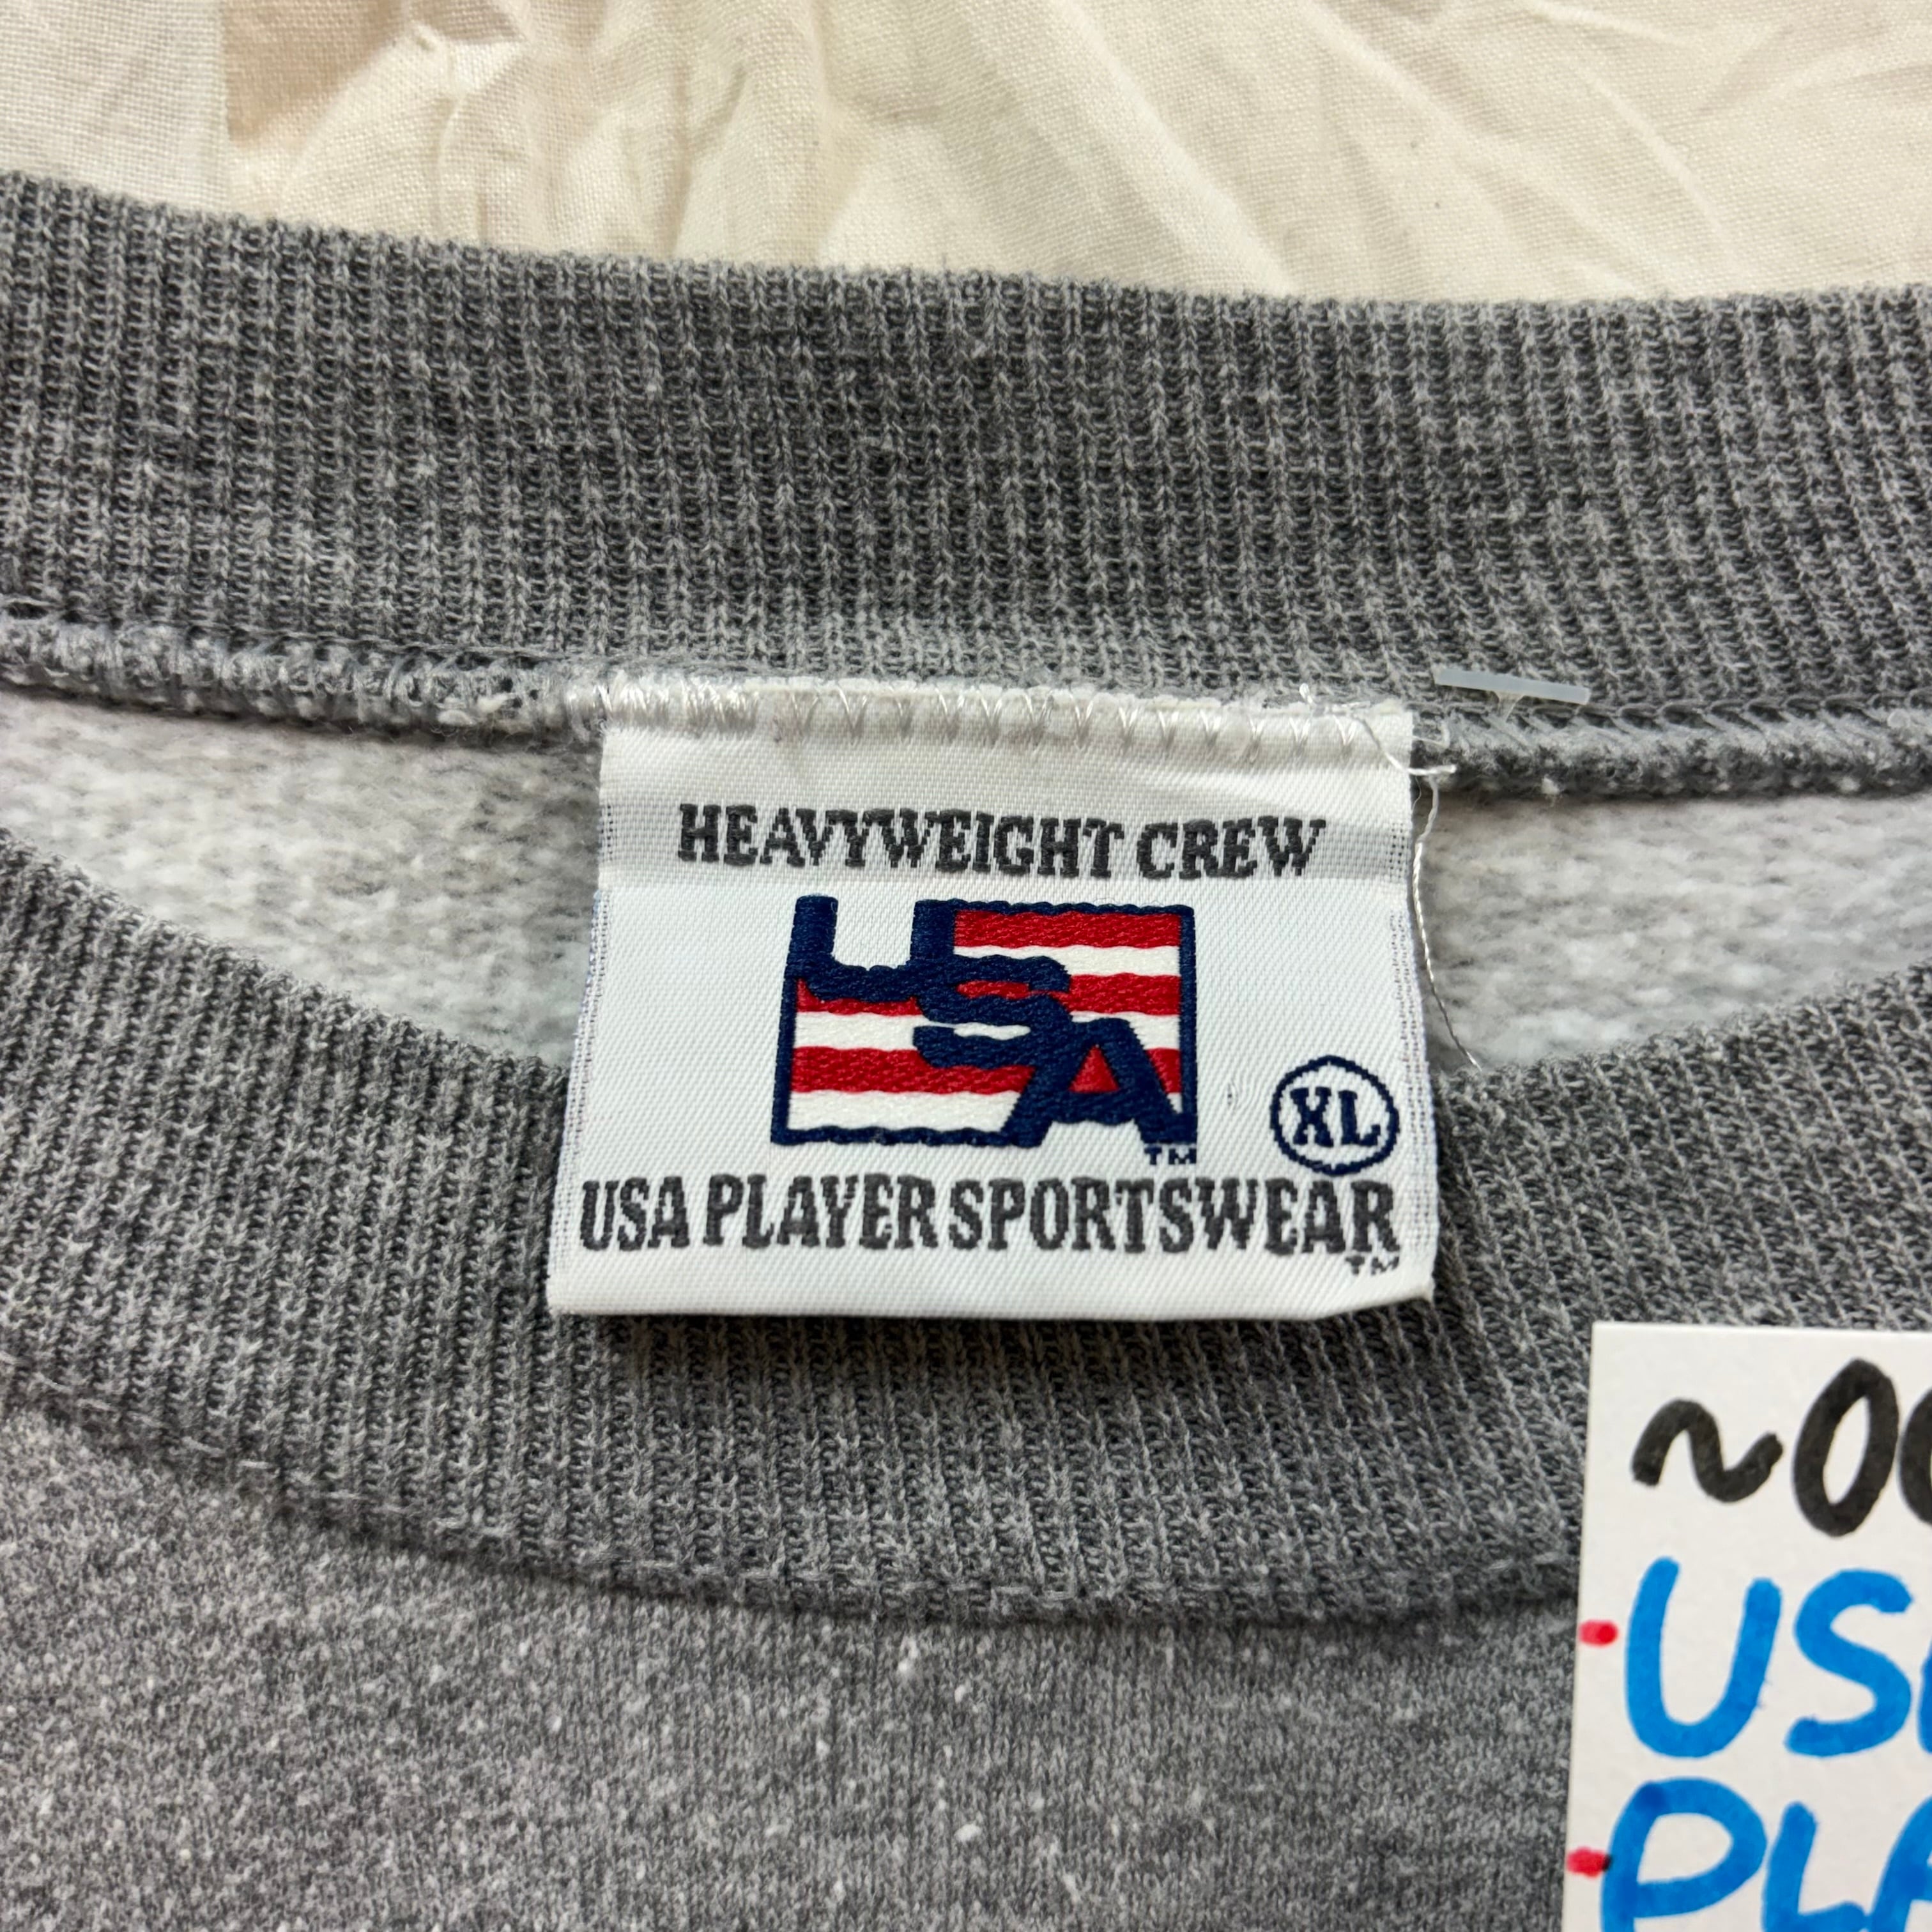 HEAVYWEIGHT CREW
USA
TM
XL
USA PLAYER SPORTSWEAR
TM